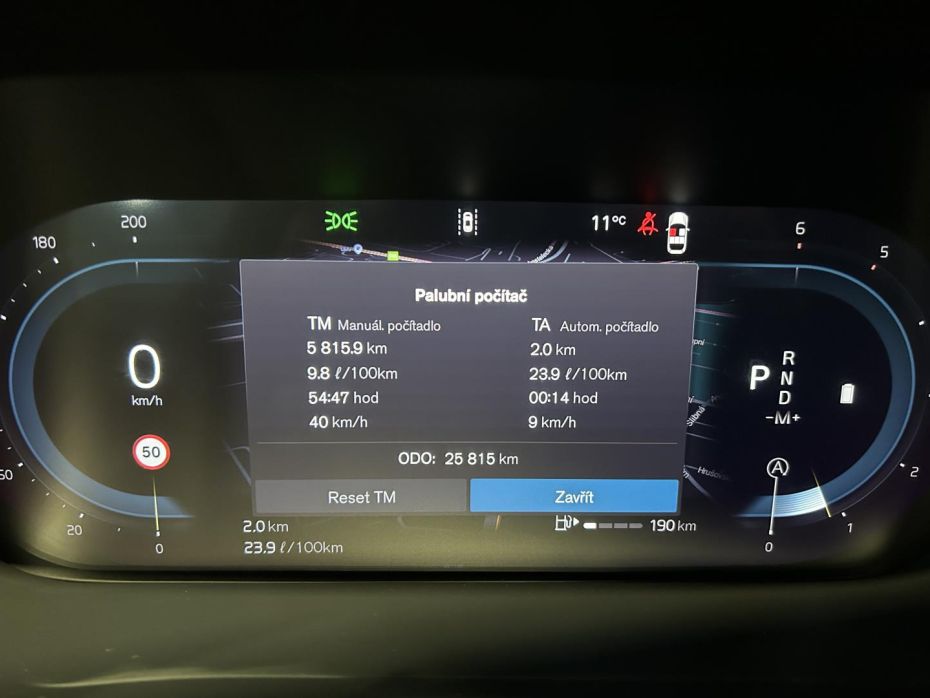 200
180
11°C
6
5
Palubní počítač
TM Manuál. počítadlo
TA Autom. počítadlo
5 815.9 km
2.0 km
9.8 ℓ/100km
23.9 ℓ/100km
54:47 hod
00:14 hod
40 km/h
9 km/h
ODO: 25 815 km
Reset TM
Zavřít
0
km/h
50
P
R
N
D
-M+
A
Slibná
Hrušov
20
0
2
1
0
2.0 km
23.9 ℓ/100km
190 km